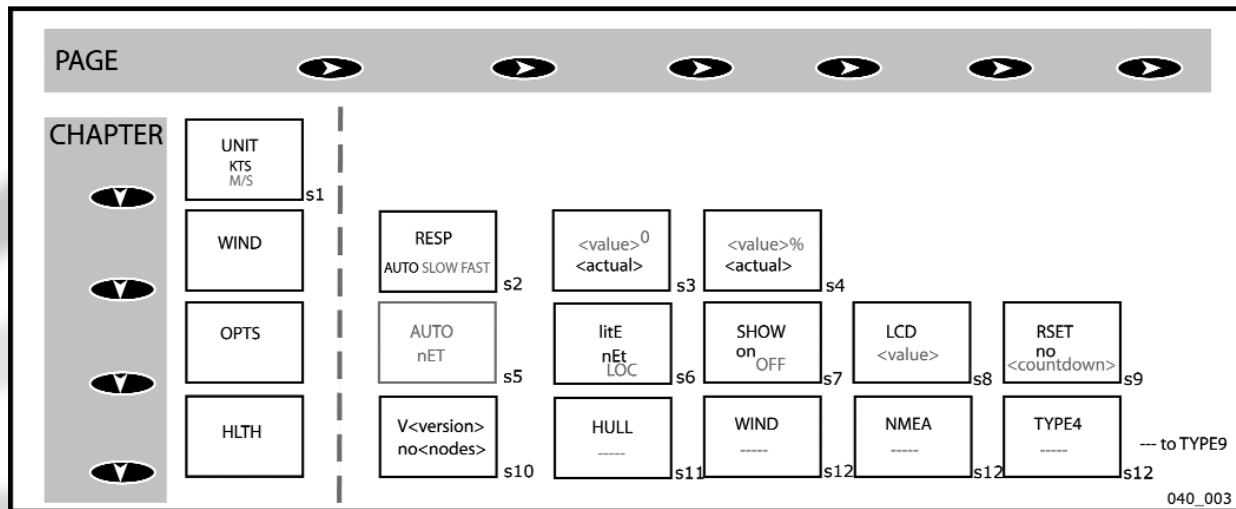 PAGE
CHAPTER
UNIT
KTS
M/S
s1
WIND
RESP
AUTO SLOW FAST
s2
<value>0
<actual>
s3
<value>%
<actual>
s4
OPTS
AUTO
nET
s5
litE
nEt
LOC
s6
SHOW
on
OFF
s7
LCD
<value>
s8
RSET
no
<countdown>
s9
HLTH
V<version>
no<nodes>
s10
HULL
-----
s11
WIND
-----
s12
NMEA
-----
s12
TYPE4
-----
s12
--- to TYPE9
040_003